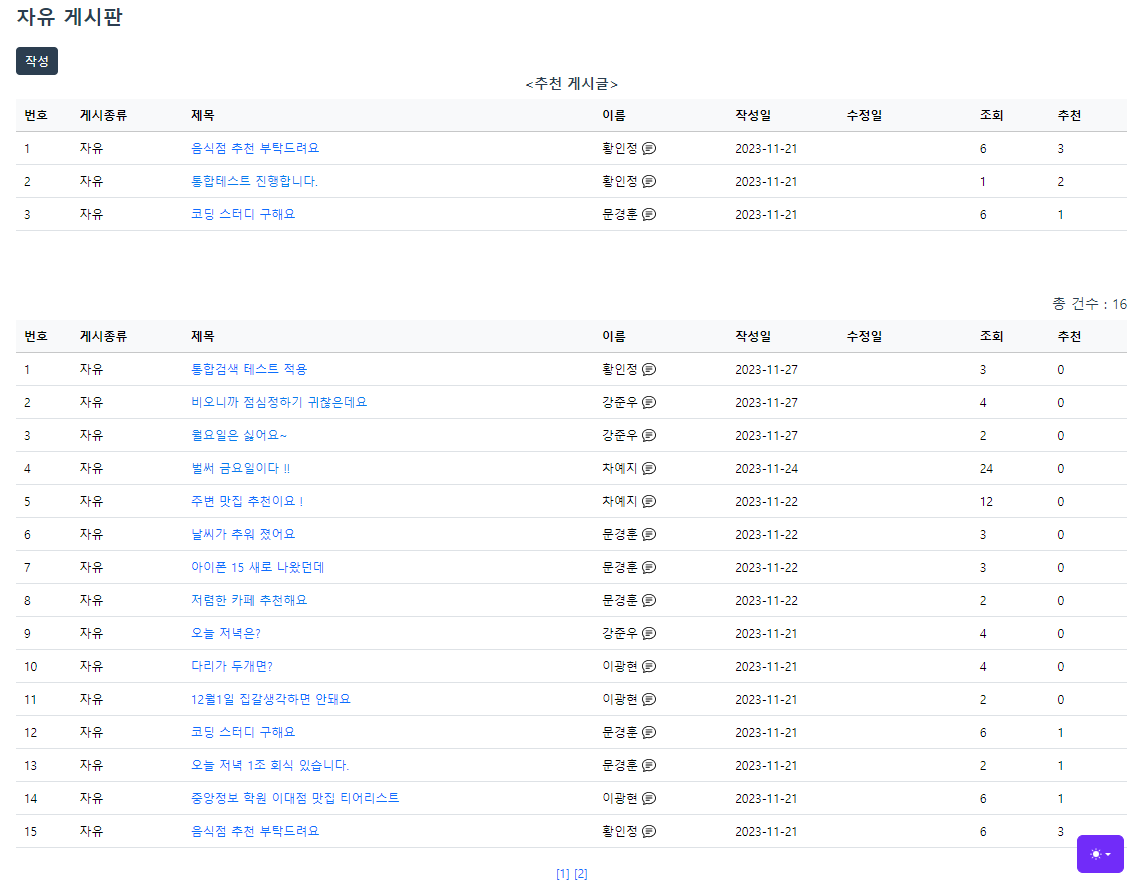 자유 게시판
작성
<추천 게시글>
번호 게시종류 제목 이름 작성일 수정일 조회 추천
1 자유 음식점 추천 부탁드려요 황인정 2023-11-21 6 3
2 자유 통합테스트 진행합니다. 황인정 2023-11-21 1 2
3 자유 코딩 스터디 구해요 문경훈 2023-11-21 6 1
총 건수 : 16
번호 게시종류 제목 이름 작성일 수정일 조회 추천
1 자유 통합검색 테스트 적용 황인정 2023-11-27 3 0
2 자유 비오니까 점심정하기 귀찮은데요 강준우 2023-11-27 4 0
3 자유 월요일은 싫어요~ 강준우 2023-11-27 2 0
4 자유 벌써 금요일이다 !! 차예지 2023-11-24 24 0
5 자유 주변 맛집 추천이요 ! 차예지 2023-11-22 12 0
6 자유 날씨가 추워 졌어요 문경훈 2023-11-22 3 0
7 자유 아이폰 15 새로 나왔던데 문경훈 2023-11-22 3 0
8 자유 저렴한 카페 추천해요 문경훈 2023-11-22 2 0
9 자유 오늘 저녁은? 강준우 2023-11-21 4 0
10 자유 다리가 두개면? 이광현 2023-11-21 4 0
11 자유 12월1일 집갈생각하면 안돼요 이광현 2023-11-21 2 0
12 자유 코딩 스터디 구해요 문경훈 2023-11-21 6 1
13 자유 오늘 저녁 1조 회식 있습니다. 문경훈 2023-11-21 2 1
14 자유 중앙정보 학원 이대점 맛집 티어리스트 이광현 2023-11-21 6 1
15 자유 음식점 추천 부탁드려요 황인정 2023-11-21 6 3
[1] [2]